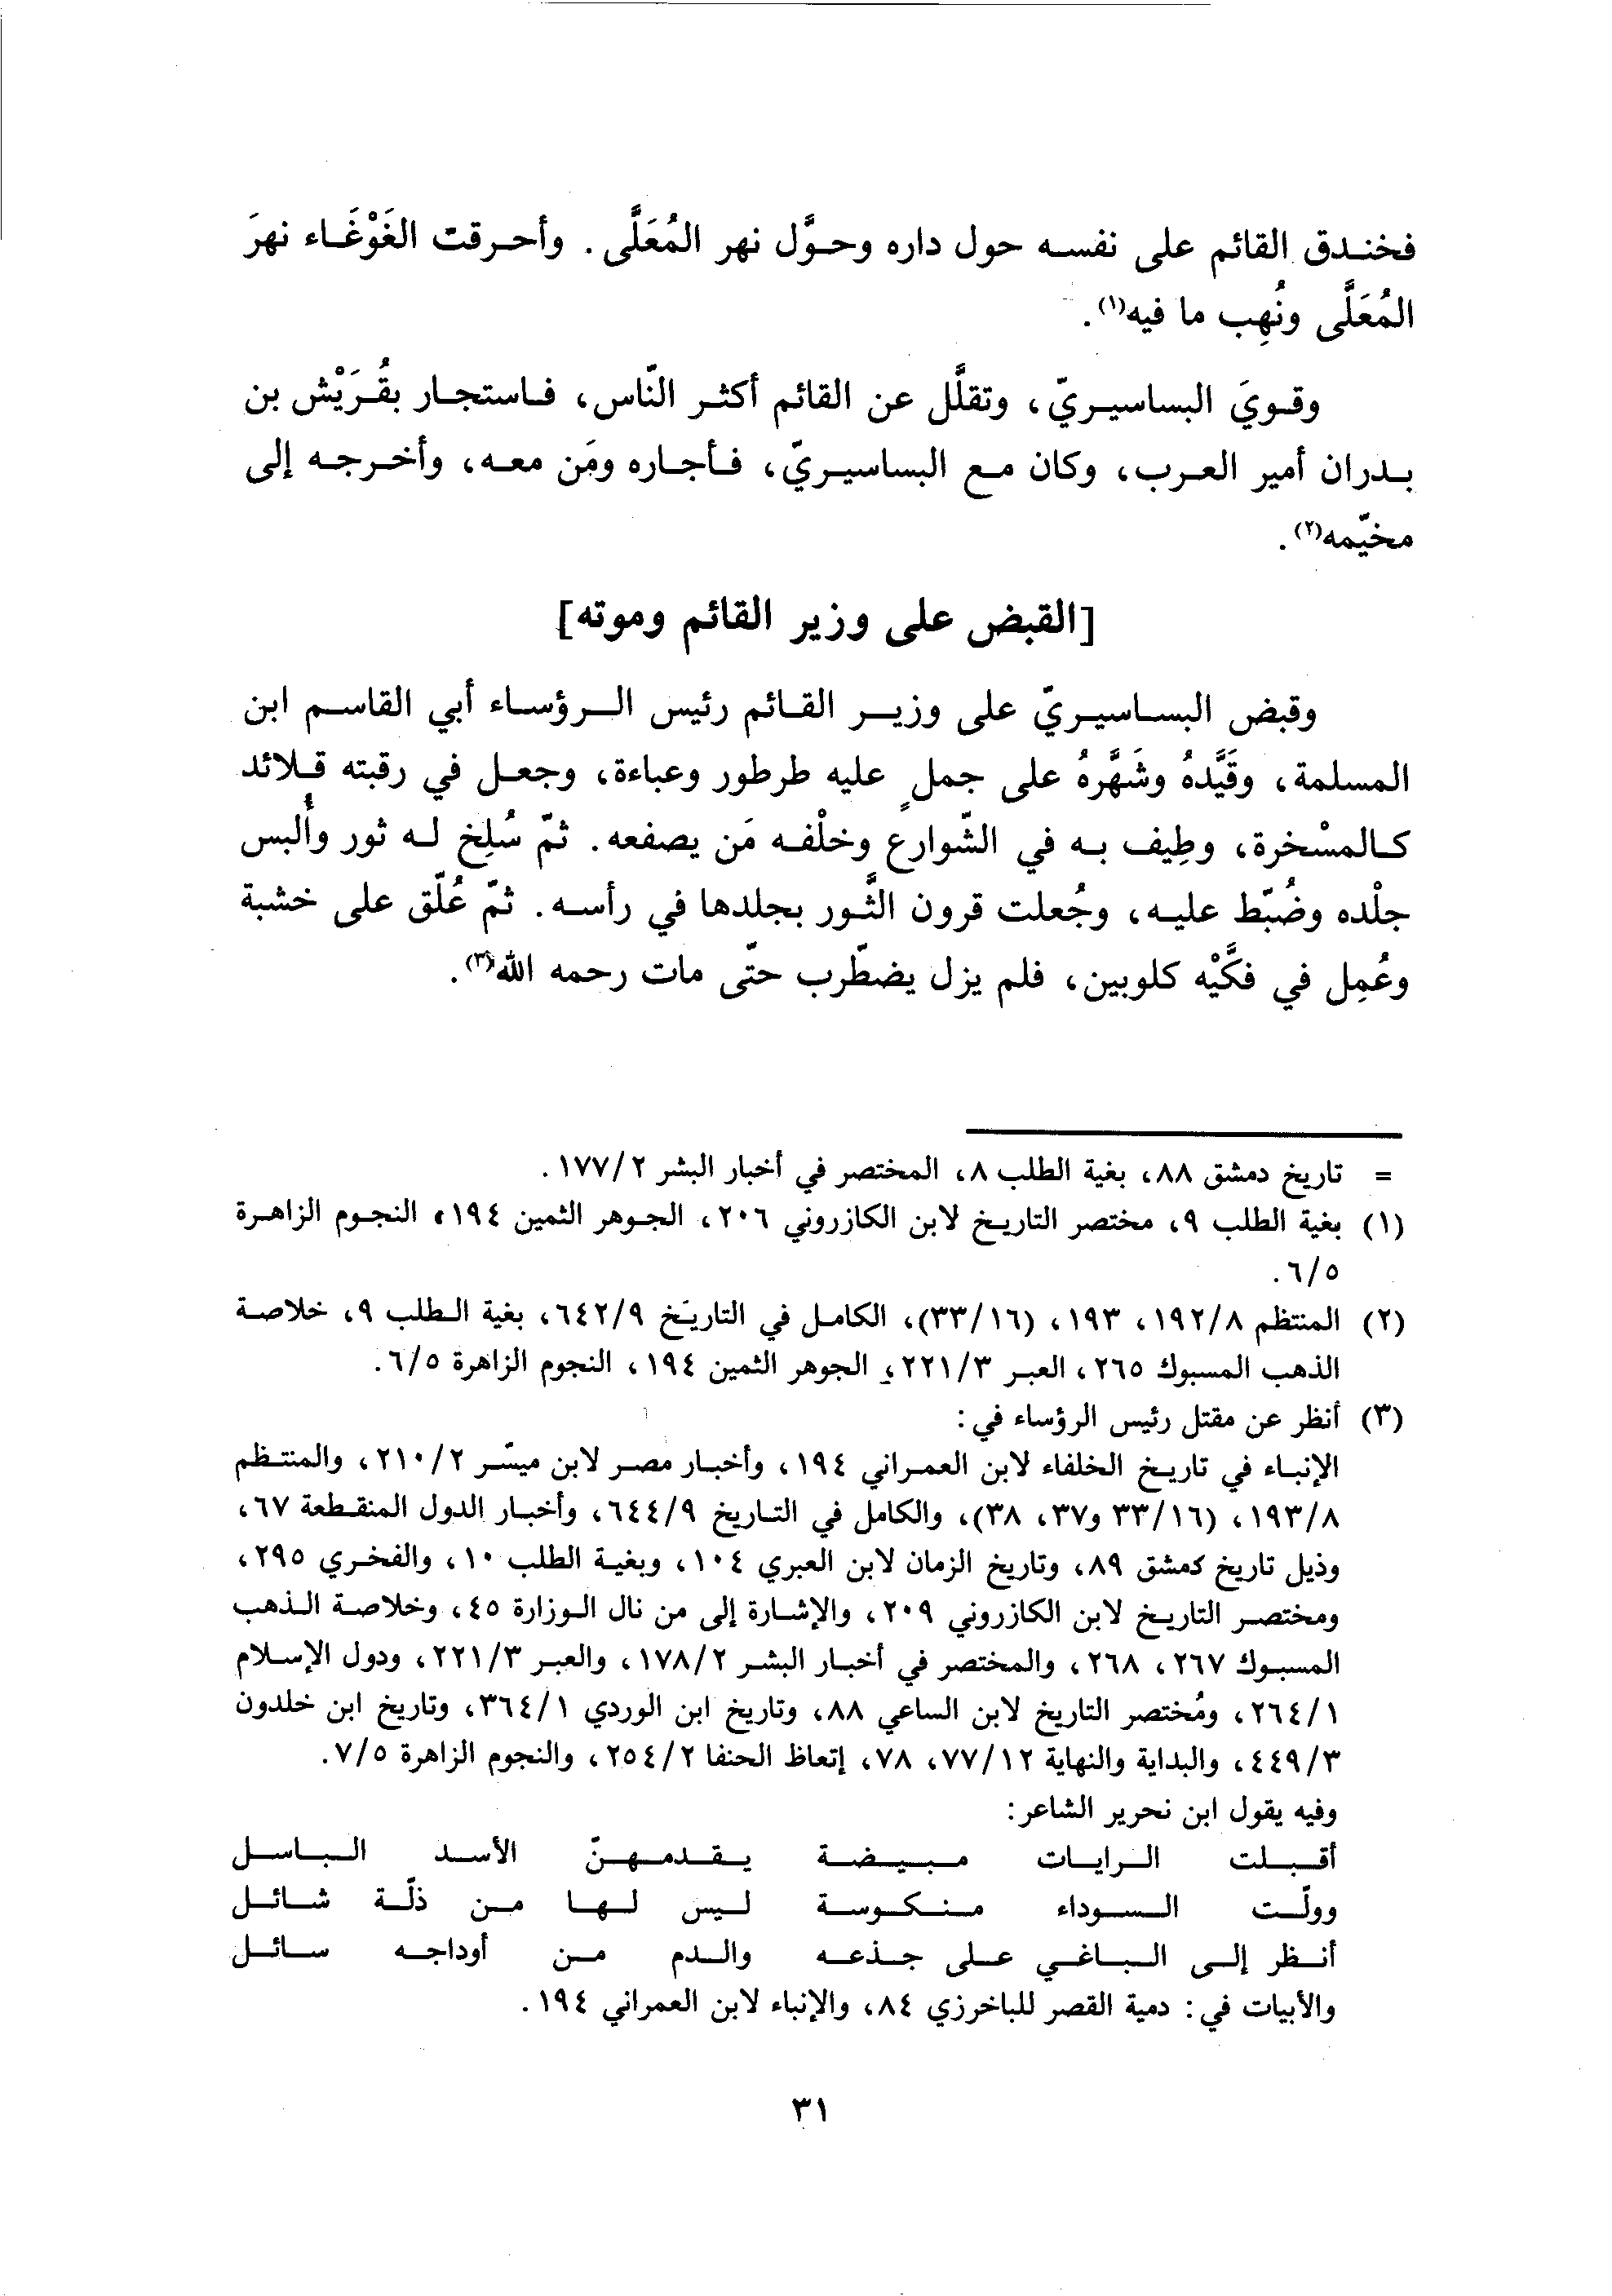 فخندق القائم على نفسه حول داره وحوَّل نهر المُعَلَّى. وأحرقت الغَوْغَاء نهرَ
المُعَلَّى ونُهِب ما فيه(١).
وقويَ البساسيريّ، وتقلَّل عن القائم أكثر النّاس، فاستجار بقُرَيْش بن
بدران أمير العرب، وكان مع البساسيريّ، فأجاره ومَن معه، وأخرجه إلى
مخيّمه(٢).
[القبض على وزير القائم وموته]
وقبض البساسيريّ على وزير القائم رئيس الرؤساء أبي القاسم ابن
المسلمة، وقَيَّدهُ وشَهَّرهُ على جملٍ عليه طرطور وعباءة، وجعل في رقبته قلائد
كالمسْخرة، وطِيف به في الشّوارع وخلْفه مَن يصفعه. ثمّ سُلِخ له ثور وأُلبس
جلْده وضُبّط عليه، وجُعلت قرون الثَّور بجلدها في رأسه. ثمّ عُلّق على خشبة
وعُمِل في فكَّيْه كلوبين، فلم يزل يضطّرب حتّى مات رحمه الله(٣).
= تاريخ دمشق ٨٨، بغية الطلب ٨، المختصر في أخبار البشر ١٧٧/٢.
(١) بغية الطلب ٩، مختصر التاريخ لابن الكازروني ٢٠٦، الجوهر الثمين ١٩٤، النجوم الزاهرة
٦/٥.
(٢) المنتظم ١٩٢/٨، ١٩٣، (٣٣/١٦)، الكامل في التاريخ ٦٤٢/٩، بغية الطلب ٩، خلاصة
الذهب المسبوك ٢٦٥، العبر ٢٢١/٣، الجوهر الثمين ١٩٤، النجوم الزاهرة ٦/٥.
(٣) أنظر عن مقتل رئيس الرؤساء في:
الإنباء في تاريخ الخلفاء لابن العمراني ١٩٤، وأخبار مصر لابن ميسّر ٢١٠/٢، والمنتظم
١٩٣/٨، (٣٣/١٦ و٣٧، ٣٨)، والكامل في التاريخ ٦٤٤/٩، وأخبار الدول المنقطعة ٦٧،
وذيل تاريخ دمشق ٨٩، وتاريخ الزمان لابن العبري ١٠٤، وبغية الطلب ١٠، والفخري ٢٩٥،
ومختصر التاريخ لابن الكازروني ٢٠٩، والإشارة إلى من نال الوزارة ٤٥، وخلاصة الذهب
المسبوك ٢٦٧، ٢٦٨، والمختصر في أخبار البشر ١٧٨/٢، والعبر ٢٢١/٣، ودول الإسلام
٢٦٤/١، ومُختصر التاريخ لابن الساعي ٨٨، وتاريخ ابن الوردي ٣٦٤/١، وتاريخ ابن خلدون
٤٤٩/٣، والبداية والنهاية ٧٧/١٢، ٧٨، إتعاظ الحنفا ٢٥٤/٢، والنجوم الزاهرة ٧/٥.
وفيه يقول ابن نحرير الشاعر:
أقبلت الرايات مبيضة يقدمهنّ الأسد الباسل
وولّت السوداء منكوسة ليس لها من ذلّة شائل
أنظر إلى الباغي على جذعه والدم من أوداجه سائل
والأبيات في: دمية القصر للباخرزي ٨٤، والإنباء لابن العمراني ١٩٤.
٣١